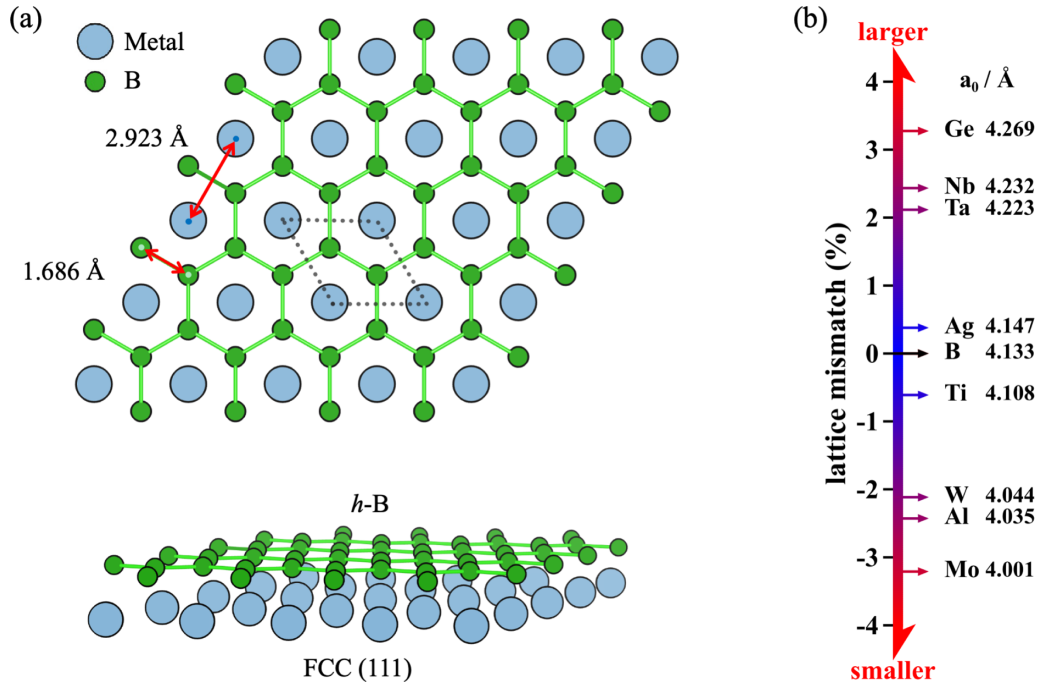 (a)
Metal
B
2.923 Å
1.686 Å
h-B
FCC (111)
(b)
larger
lattice mismatch (%)
4
3
2
1
0
-1
-2
-3
-4
a₀ / Å
Ge 4.269
Nb 4.232
Ta 4.223
Ag 4.147
B 4.133
Ti 4.108
W 4.044
Al 4.035
Mo 4.001
smaller